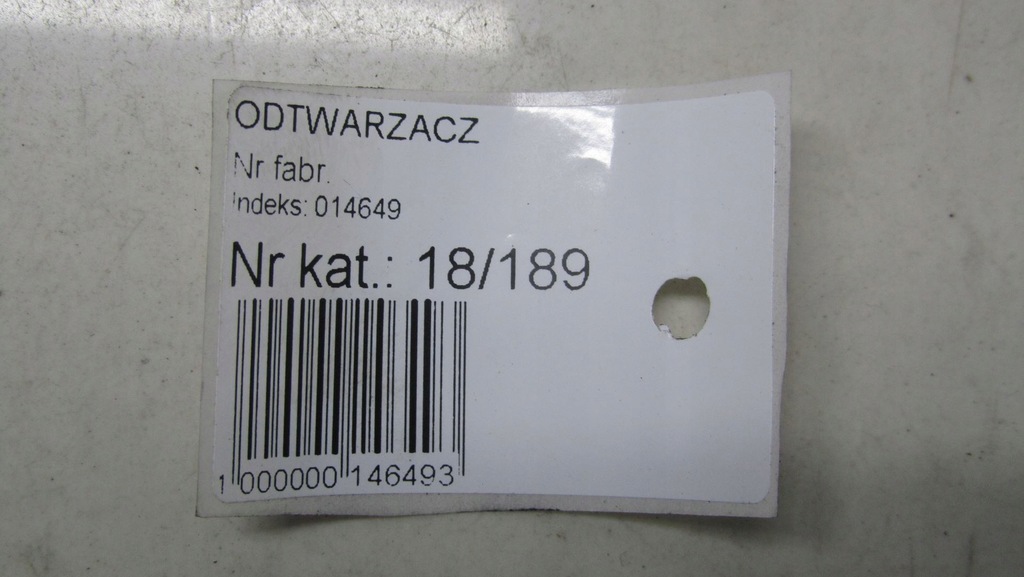 ODTWARZACZ
Nr fabr.
Indeks: 014649
Nr kat.: 18/189
1 000000 146493